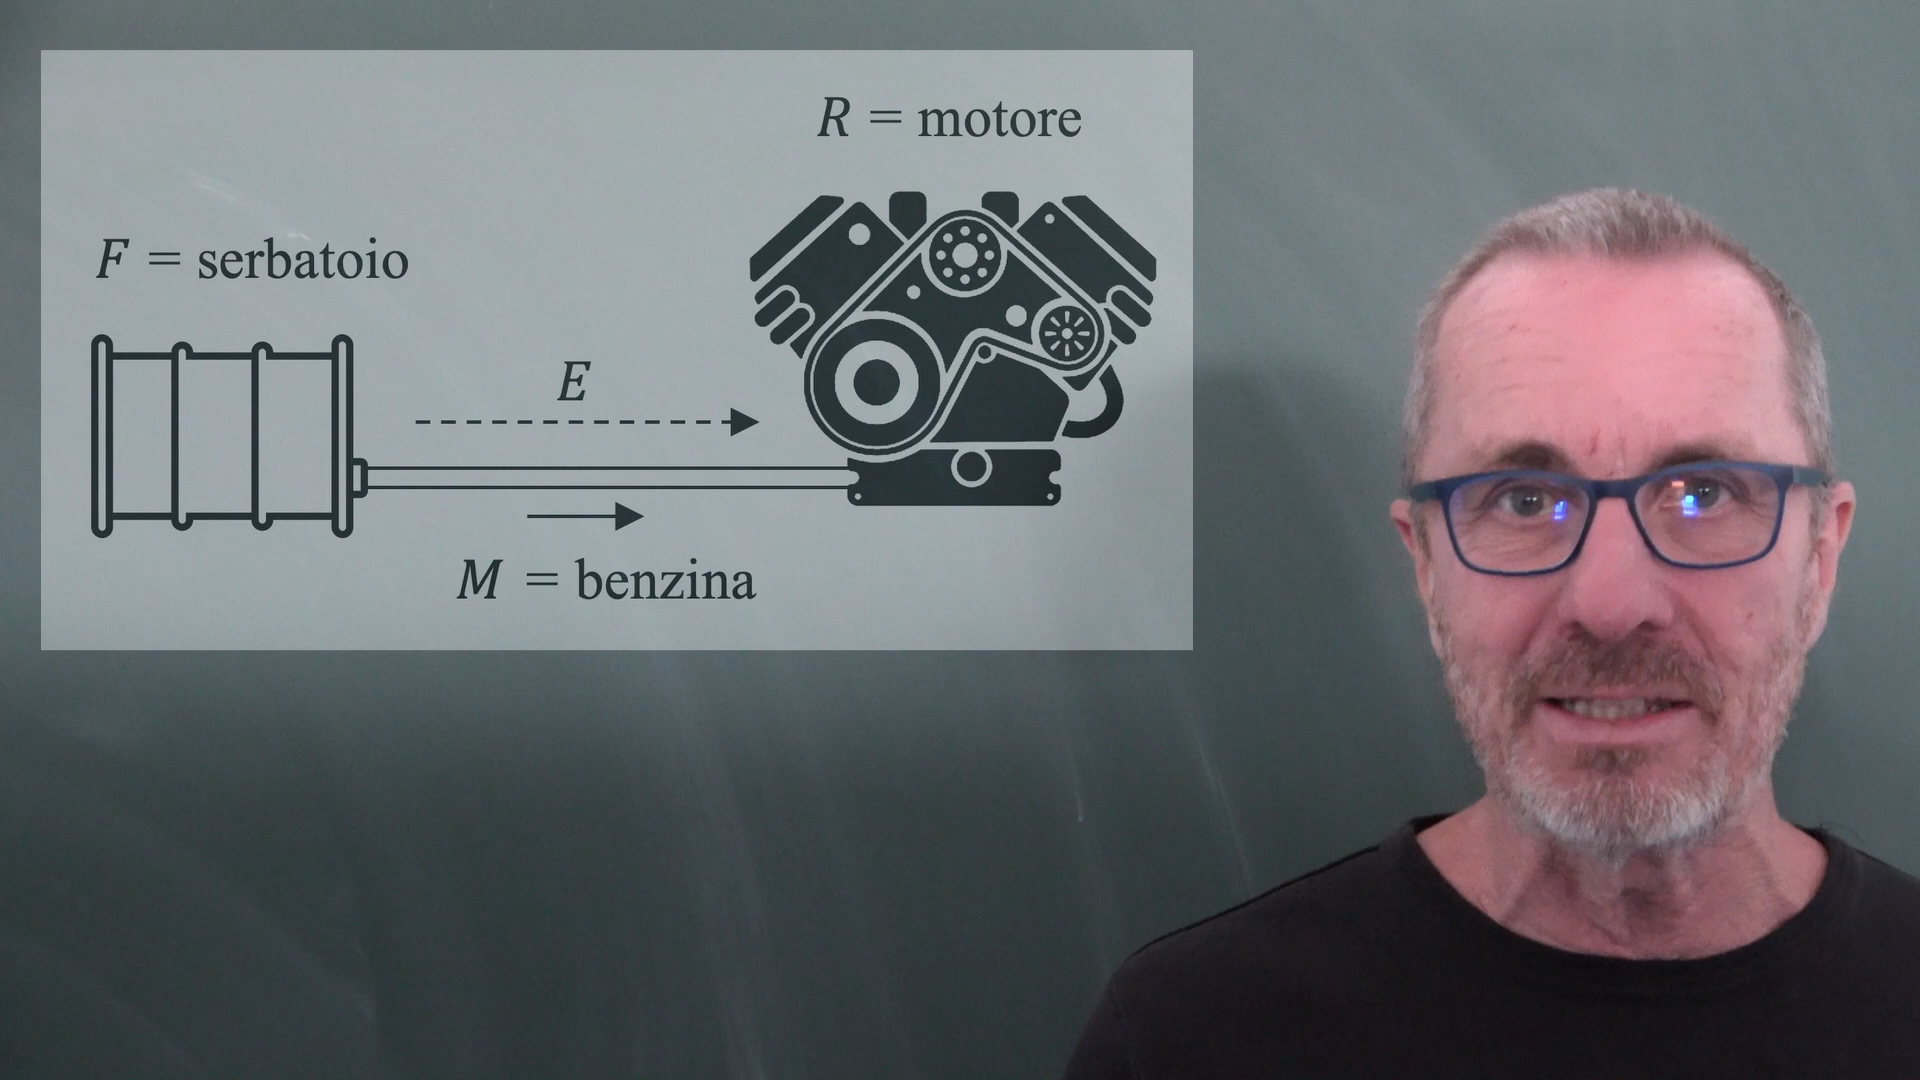 R = motore
F = serbatoio
E
M = benzina